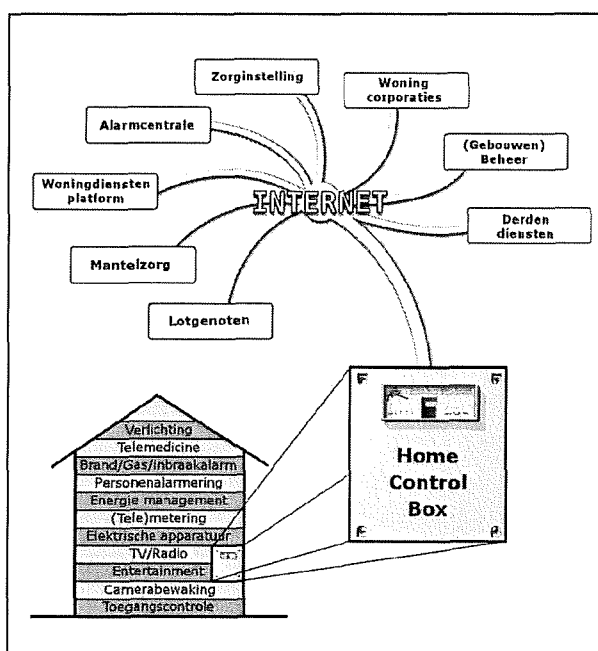 Zorginstelling
Woning
corporaties
Alarmcentrale
(Gebouwen)
Beheer
Woningdiensten
platform
INTERNET
Derden
diensten
Mantelzorg
Lotgenoten
Home
Control
Box
Verlichting
Telemedicine
Brand/Gas/inbraakalarm
Personenalarmering
Energie management
(Tele)metering
Elektrische apparatuur
TV/Radio
Entertainment
Camerabewaking
Toegangscontrole